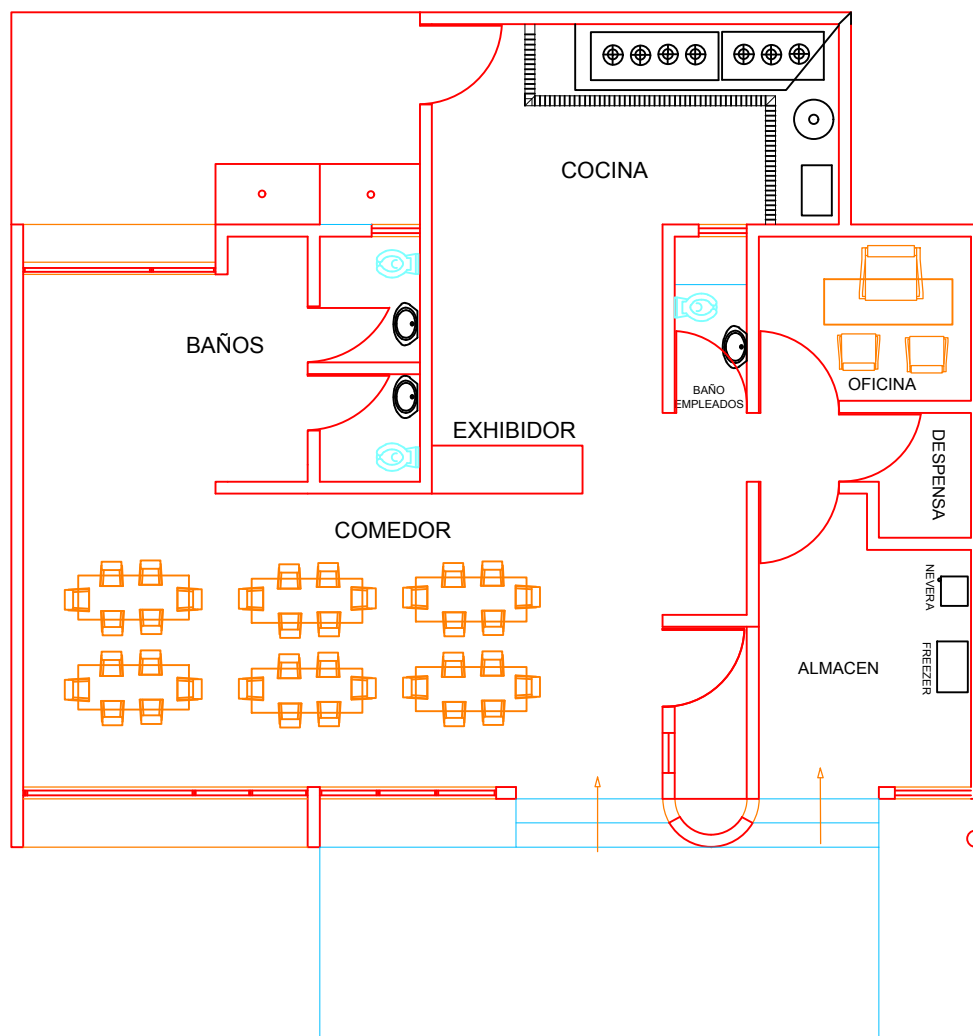 COCINA
BAÑOS
BAÑO
EMPLEADOS
OFICINA
EXHIBIDOR
DESPENSA
COMEDOR
NEVERA
FREEZER
ALMACEN